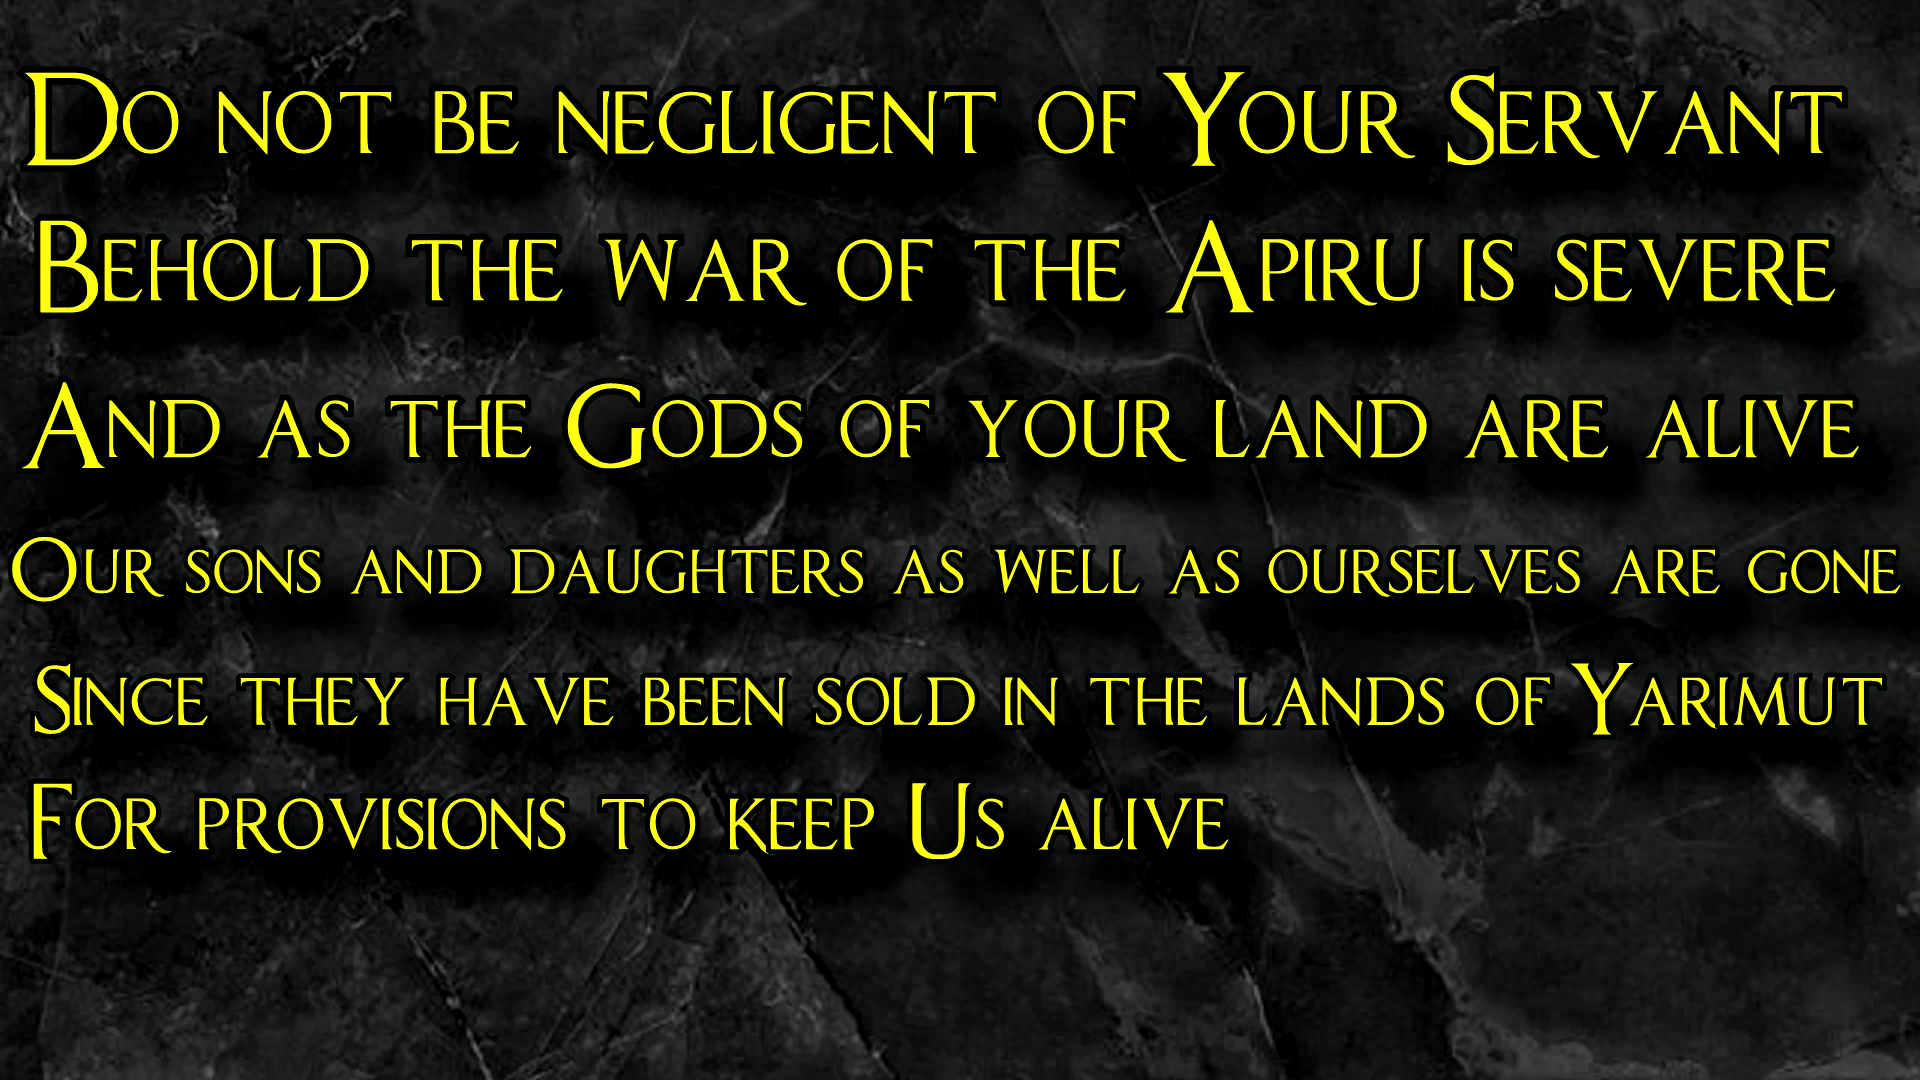 Do not be negligent of Your Servant
Behold the war of the Apiru is severe
And as the Gods of your land are alive
Our sons and daughters as well as ourselves are gone
Since they have been sold in the lands of Yarimut
For provisions to keep Us alive